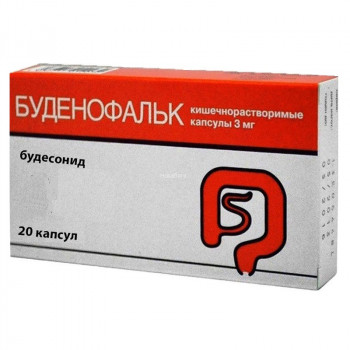 БУДЕНОФАЛЬК
кишечнорастворимые
капсулы 3 мг
будесонид
20 капсул